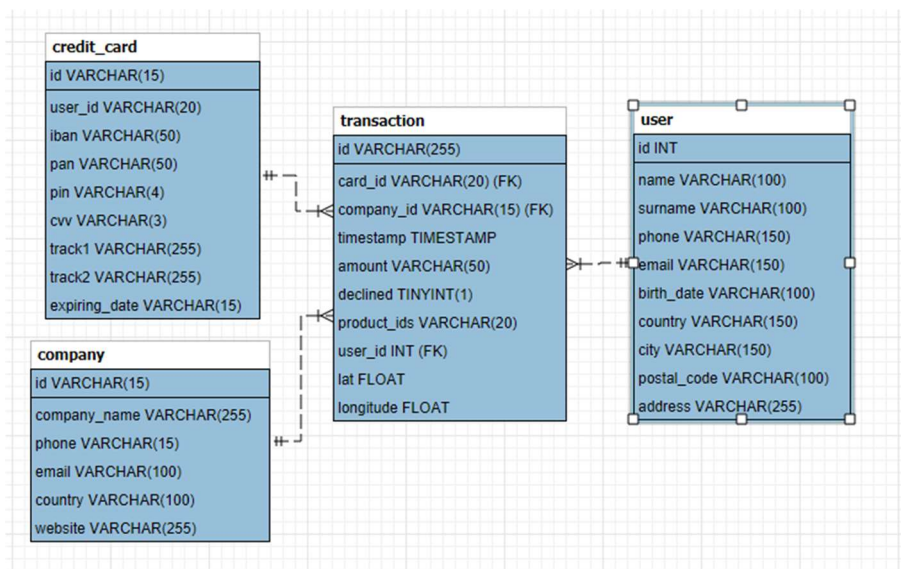 credit_card
id VARCHAR(15)
user_id VARCHAR(20)
iban VARCHAR(50)
pan VARCHAR(50)
pin VARCHAR(4)
cvv VARCHAR(3)
track1 VARCHAR(255)
track2 VARCHAR(255)
expiring_date VARCHAR(15)
company
id VARCHAR(15)
company_name VARCHAR(255)
phone VARCHAR(15)
email VARCHAR(100)
country VARCHAR(100)
website VARCHAR(255)
transaction
id VARCHAR(255)
card_id VARCHAR(20) (FK)
company_id VARCHAR(15) (FK)
timestamp TIMESTAMP
amount VARCHAR(50)
declined TINYINT(1)
product_ids VARCHAR(20)
user_id INT (FK)
lat FLOAT
longitude FLOAT
user
id INT
name VARCHAR(100)
surname VARCHAR(100)
phone VARCHAR(150)
email VARCHAR(150)
birth_date VARCHAR(100)
country VARCHAR(150)
city VARCHAR(150)
postal_code VARCHAR(100)
address VARCHAR(255)